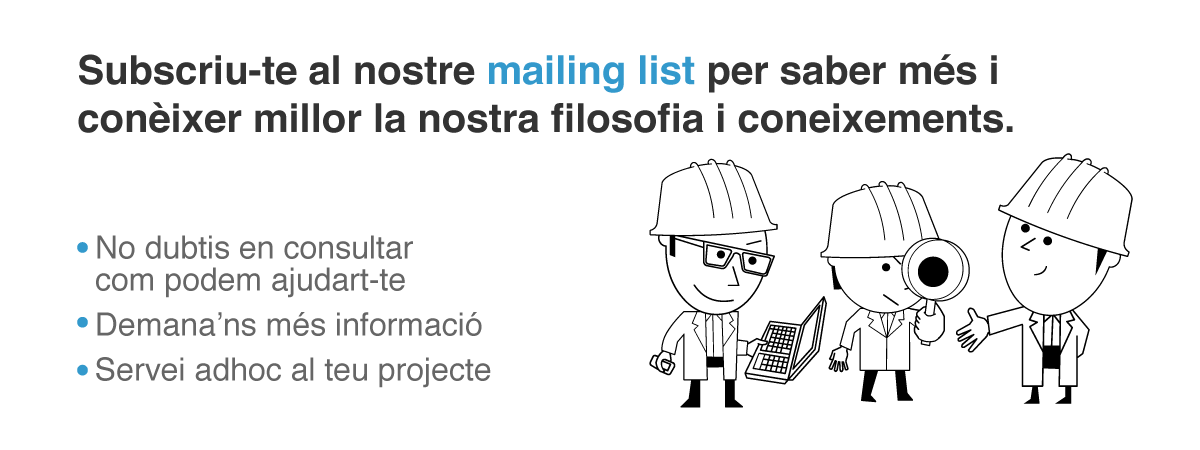 Subscriu-te al nostre mailing list per saber més i
conèixer millor la nostra filosofia i coneixements.
• No dubtis en consultar
com podem ajudart-te
• Demana’ns més informació
• Servei adhoc al teu projecte